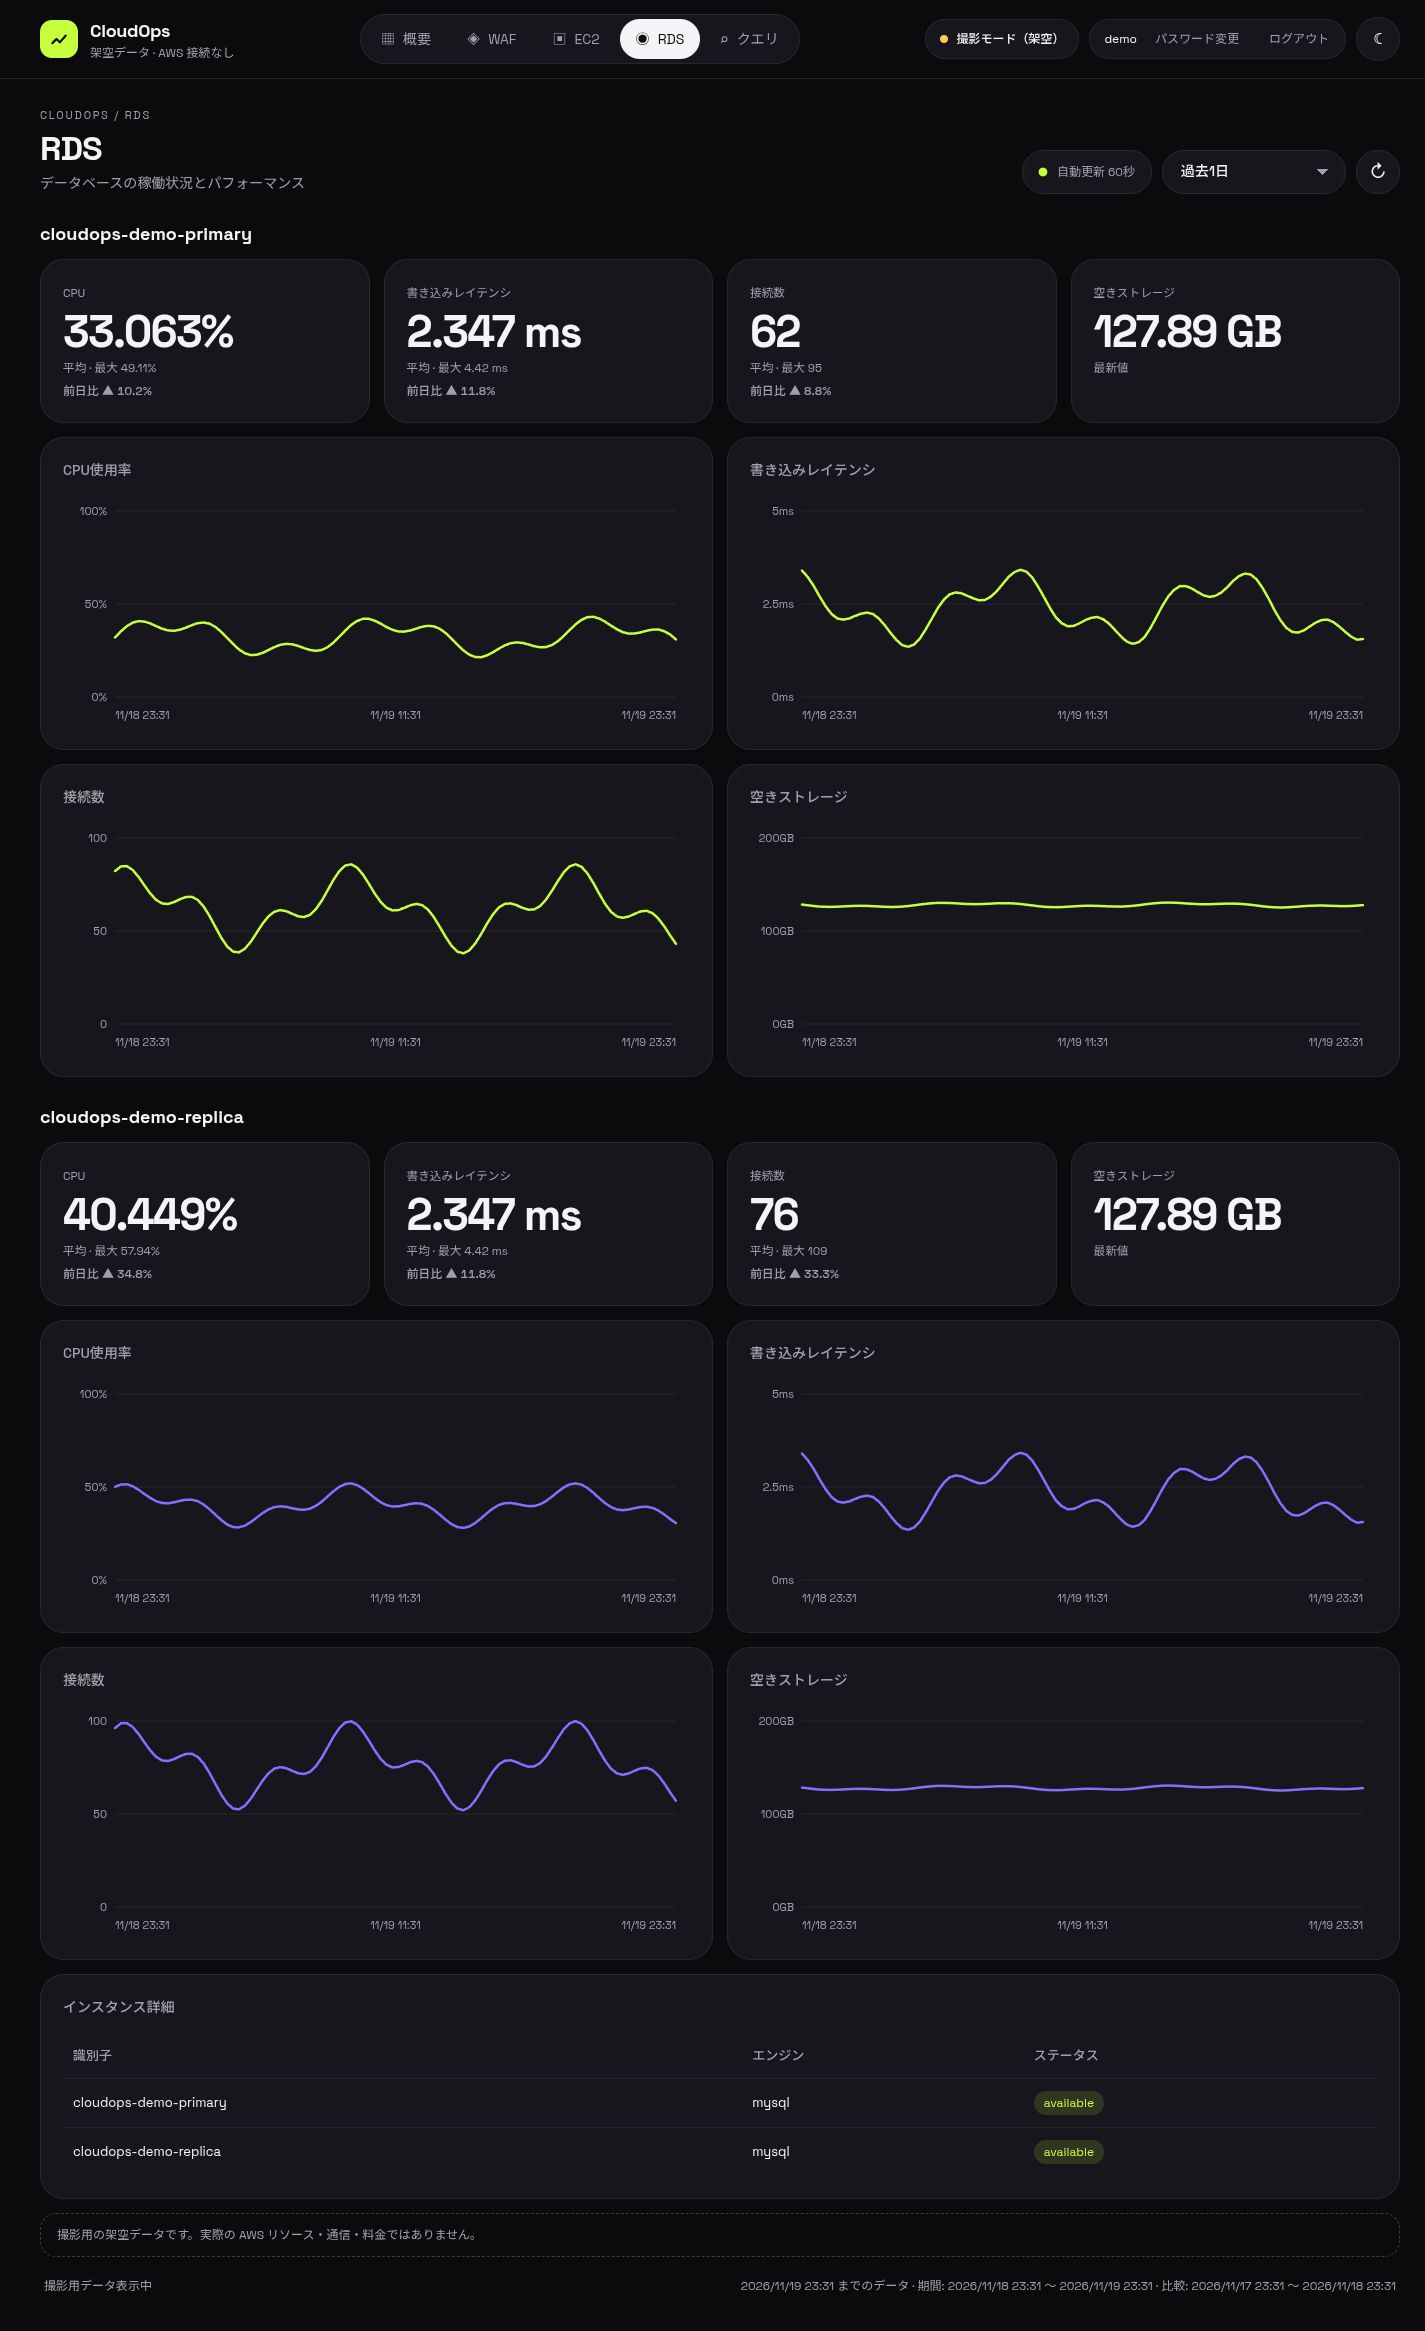 CloudOps
架空データ · AWS 接続なし
概要 WAF EC2 RDS クエリ
撮影モード（架空）
demo パスワード変更 ログアウト
CLOUDOPS / RDS
RDS
データベースの稼働状況とパフォーマンス
自動更新 60秒 過去1日
cloudops-demo-primary
CPU
33.063%
平均 · 最大 49.11%
前日比 ▲ 10.2%
書き込みレイテンシ
2.347 ms
平均 · 最大 4.42 ms
前日比 ▲ 11.8%
接続数
62
平均 · 最大 95
前日比 ▲ 8.8%
空きストレージ
127.89 GB
最新値
CPU使用率
100%
50%
0%
11/18 23:31 11/19 11:31 11/19 23:31
書き込みレイテンシ
5ms
2.5ms
0ms
11/18 23:31 11/19 11:31 11/19 23:31
接続数
100
50
0
11/18 23:31 11/19 11:31 11/19 23:31
空きストレージ
200GB
100GB
0GB
11/18 23:31 11/19 11:31 11/19 23:31
cloudops-demo-replica
CPU
40.449%
平均 · 最大 57.94%
前日比 ▲ 34.8%
書き込みレイテンシ
2.347 ms
平均 · 最大 4.42 ms
前日比 ▲ 11.8%
接続数
76
平均 · 最大 109
前日比 ▲ 33.3%
空きストレージ
127.89 GB
最新値
CPU使用率
100%
50%
0%
11/18 23:31 11/19 11:31 11/19 23:31
書き込みレイテンシ
5ms
2.5ms
0ms
11/18 23:31 11/19 11:31 11/19 23:31
接続数
100
50
0
11/18 23:31 11/19 11:31 11/19 23:31
空きストレージ
200GB
100GB
0GB
11/18 23:31 11/19 11:31 11/19 23:31
インスタンス詳細
識別子 エンジン ステータス
cloudops-demo-primary mysql available
cloudops-demo-replica mysql available
撮影用の架空データです。実際の AWS リソース・通信・料金ではありません。
撮影用データ表示中
2026/11/19 23:31 までのデータ · 期間: 2026/11/18 23:31 〜 2026/11/19 23:31 · 比較: 2026/11/17 23:31 〜 2026/11/18 23:31